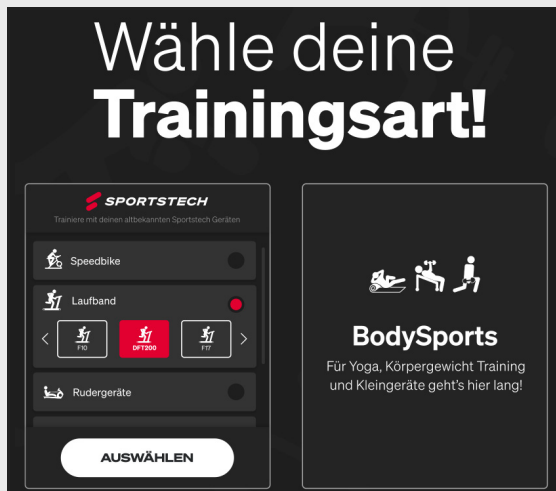 Wähle deine
Trainingsart!
SPORTSTECH
Trainiere mit deinen altbekannten Sportstech Geräten
Speedbike
Laufband
F10
DFT200
F17
Rudergeräte
AUSWÄHLEN
BodySports
Für Yoga, Körpergewicht Training
und Kleingeräte geht's hier lang!